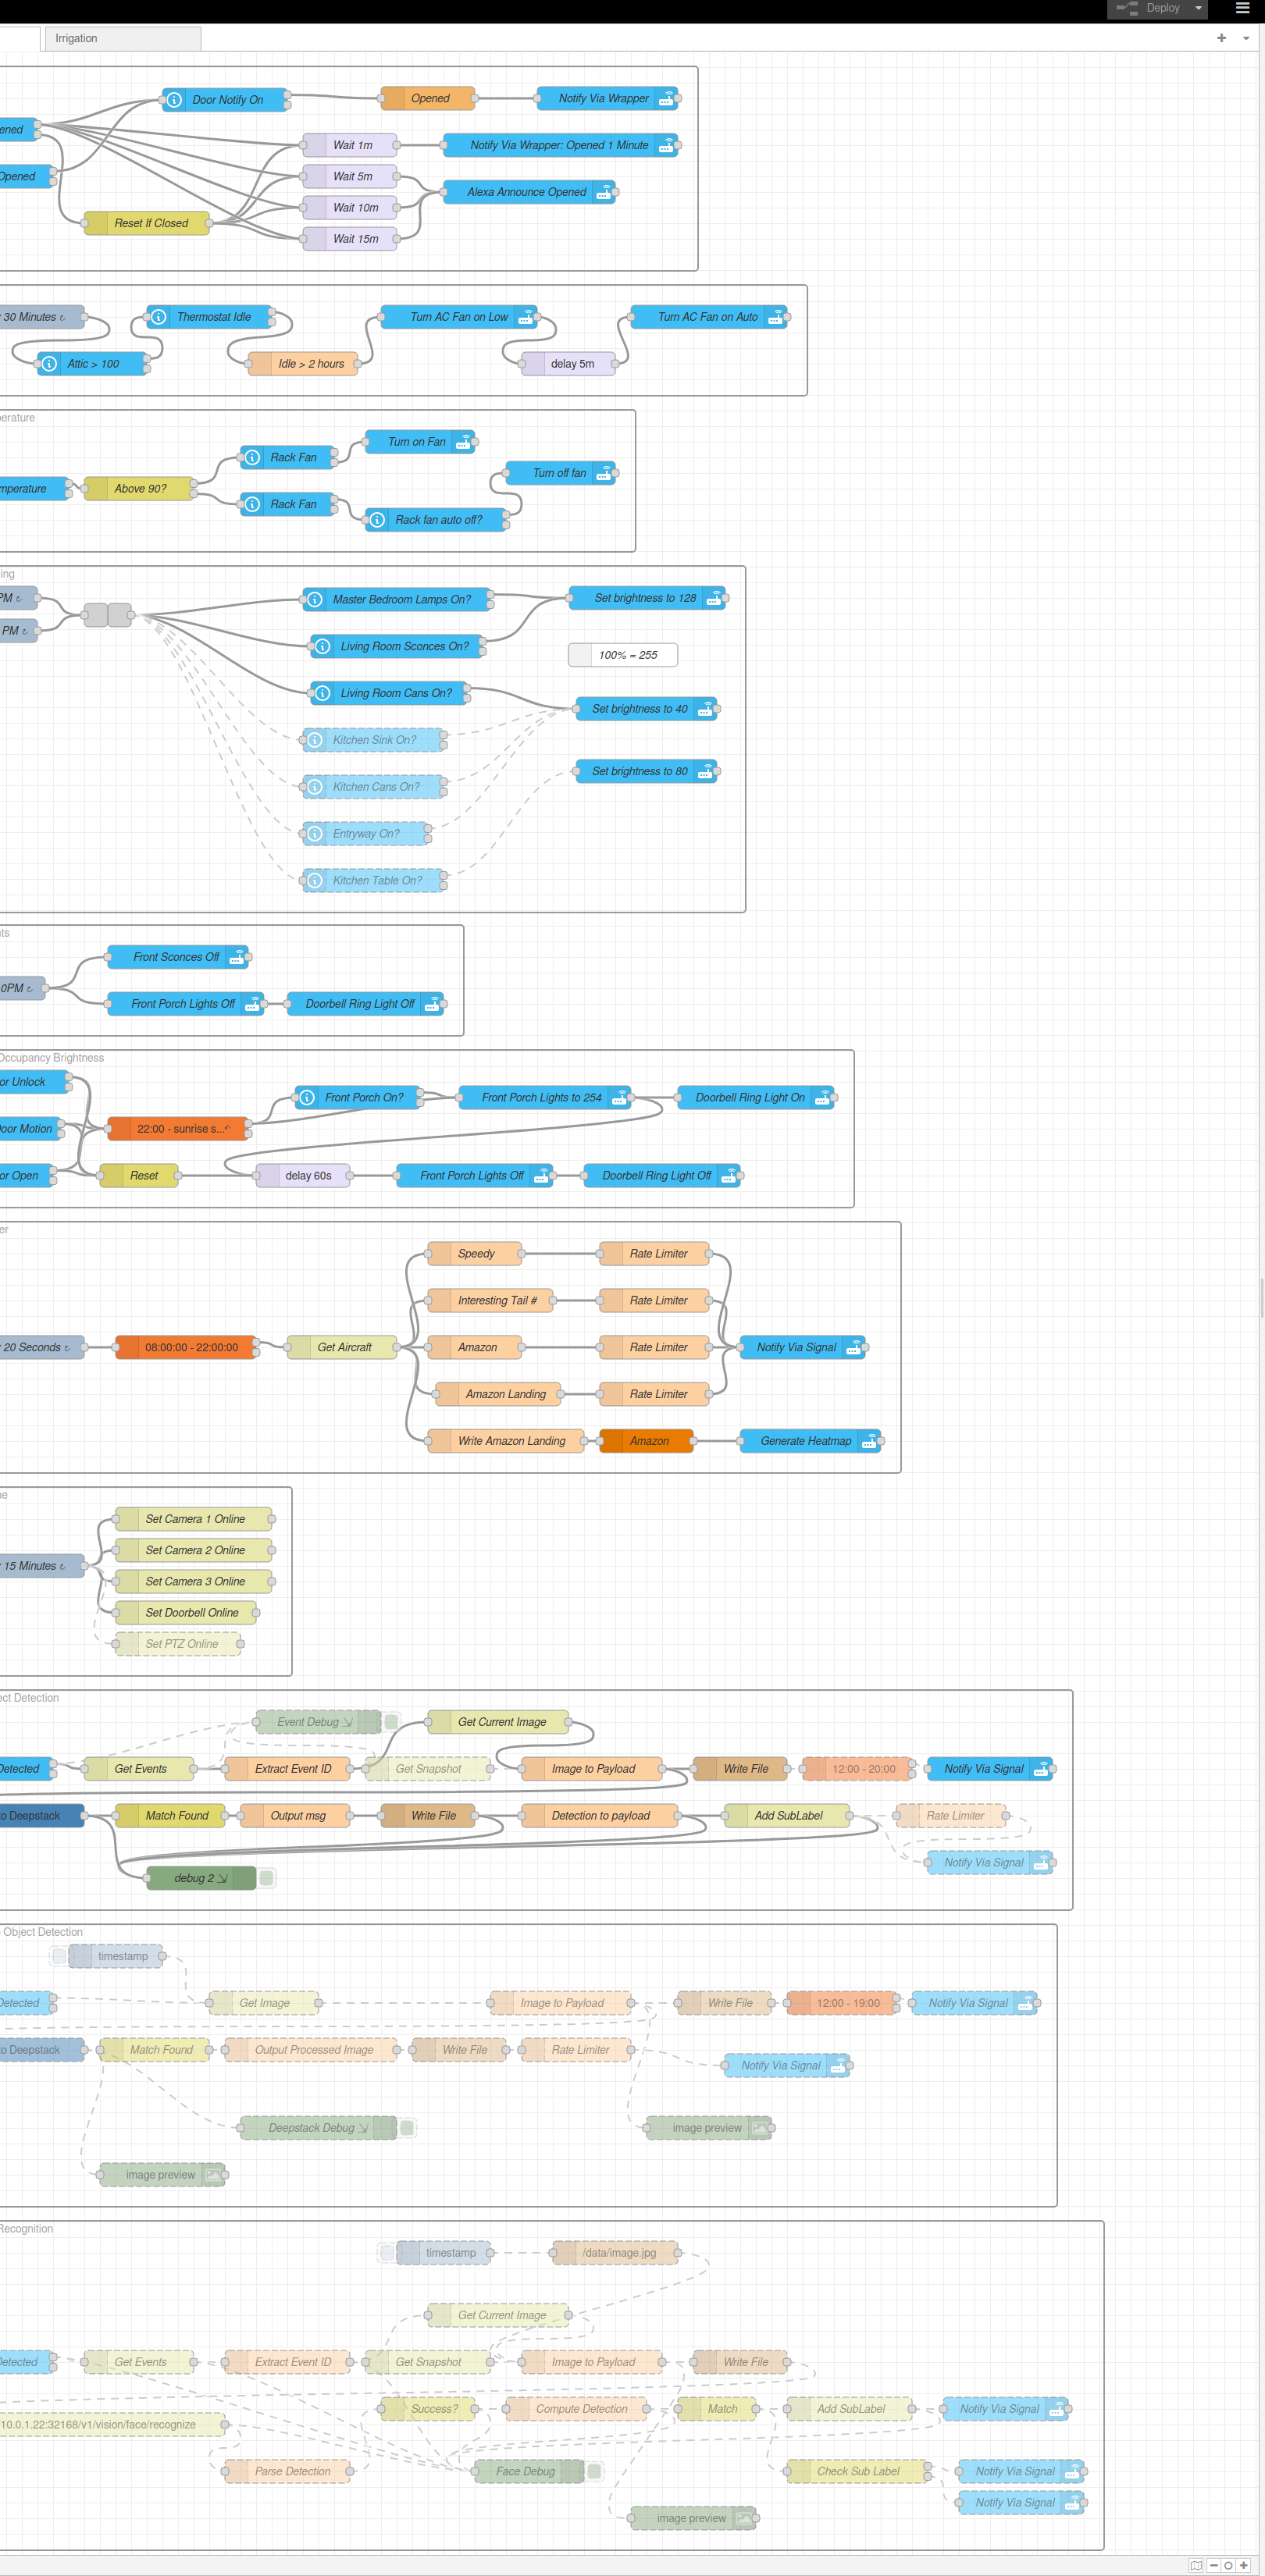 Deploy
Irrigation
Door Notify On
Opened
Notify Via Wrapper
ened
Wait 1m
Notify Via Wrapper: Opened 1 Minute
Opened
Wait 5m
Alexa Announce Opened
Wait 10m
Reset If Closed
Wait 15m
30 Minutes ↻
Thermostat Idle
Turn AC Fan on Low
Turn AC Fan on Auto
Attic > 100
Idle > 2 hours
delay 5m
perature
Turn on Fan
Rack Fan
Turn off fan
mperature
Above 90?
Rack Fan
Rack fan auto off?
ing
PM ↻
Master Bedroom Lamps On?
Set brightness to 128
PM ↻
Living Room Sconces On?
100% = 255
Living Room Cans On?
Set brightness to 40
Kitchen Sink On?
Set brightness to 80
Kitchen Cans On?
Entryway On?
Kitchen Table On?
nts
Front Sconces Off
0PM ↻
Front Porch Lights Off
Doorbell Ring Light Off
Occupancy Brightness
or Unlock
Front Porch On?
Front Porch Lights to 254
Doorbell Ring Light On
Door Motion
22:00 - sunrise s...↶
or Open
Reset
delay 60s
Front Porch Lights Off
Doorbell Ring Light Off
er
Speedy
Rate Limiter
Interesting Tail #
Rate Limiter
20 Seconds ↻
08:00:00 - 22:00:00
Get Aircraft
Amazon
Rate Limiter
Notify Via Signal
Amazon Landing
Rate Limiter
Write Amazon Landing
Amazon
Generate Heatmap
ne
Set Camera 1 Online
Set Camera 2 Online
15 Minutes ↻
Set Camera 3 Online
Set Doorbell Online
Set PTZ Online
ect Detection
Event Debug
Get Current Image
Detected
Get Events
Extract Event ID
Get Snapshot
Image to Payload
Write File
12:00 - 20:00
Notify Via Signal
to Deepstack
Match Found
Output msg
Write File
Detection to payload
Add SubLabel
Rate Limiter
Notify Via Signal
debug 2
Object Detection
timestamp
Detected
Get Image
Image to Payload
Write File
12:00 - 19:00
Notify Via Signal
to Deepstack
Match Found
Output Processed Image
Write File
Rate Limiter
Notify Via Signal
Deepstack Debug
image preview
image preview
Recognition
timestamp
/data/image.jpg
Get Current Image
Detected
Get Events
Extract Event ID
Get Snapshot
Image to Payload
Write File
Success?
Compute Detection
Match
Add SubLabel
Notify Via Signal
10.0.1.22:32168/v1/vision/face/recognize
Parse Detection
Face Debug
Check Sub Label
Notify Via Signal
Notify Via Signal
image preview